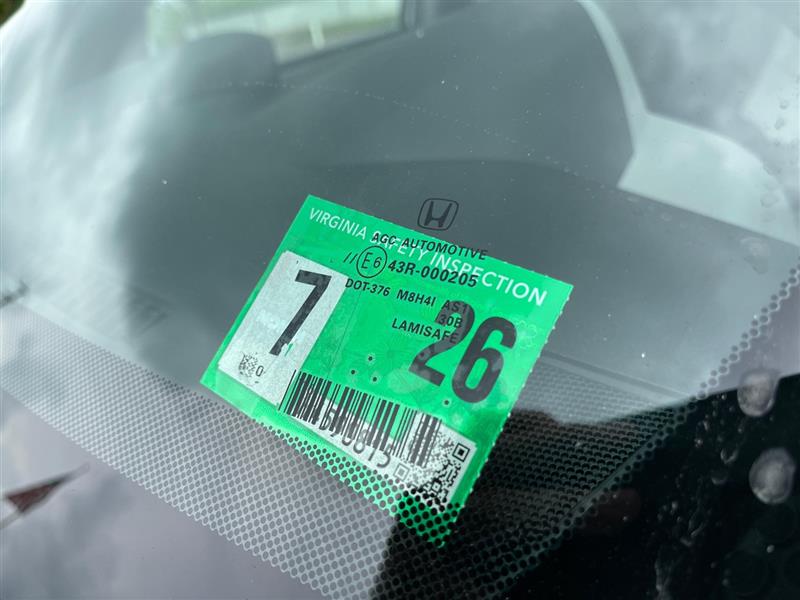 VIRGINIA SAFETY INSPECTION
AGC AUTOMOTIVE
// E6 43R-000205
DOT-376 M8H4I AS1
30B
LAMISAFE
7
26